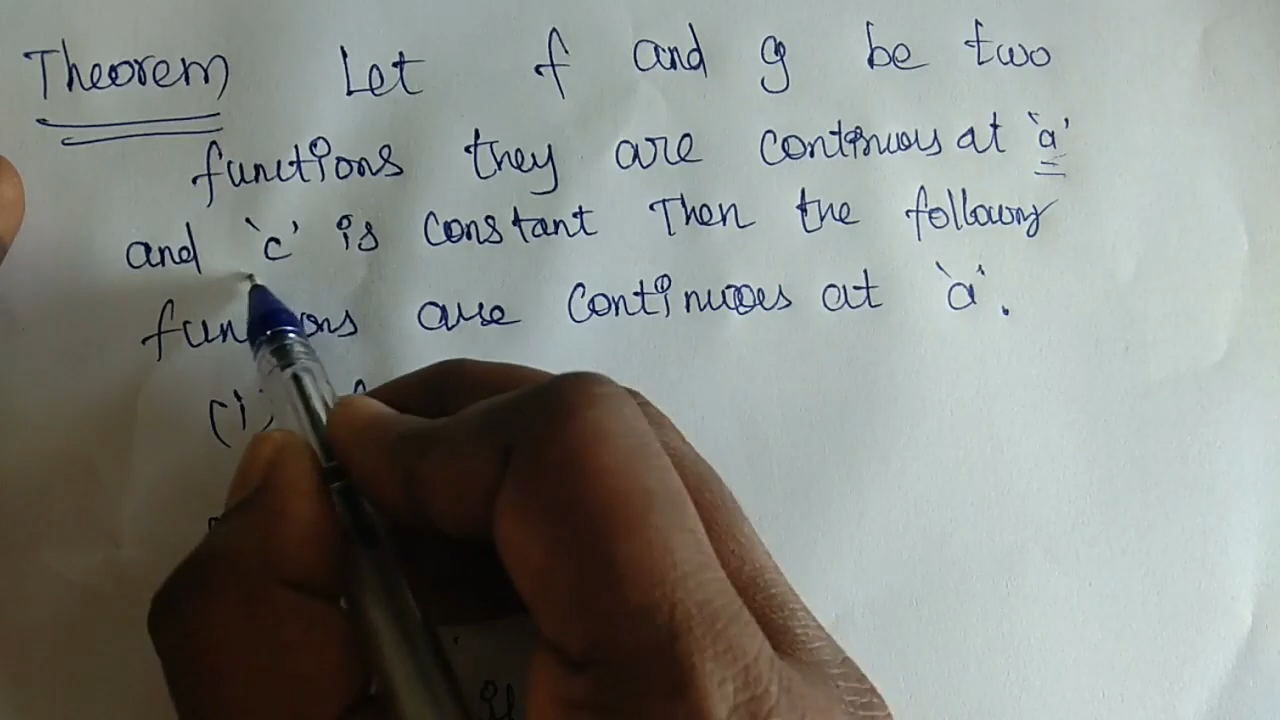 Theorem Let f and g be two
functions they are continuous at 'a'
and 'c' is constant Then the following
are continuous at 'a'.
(i)